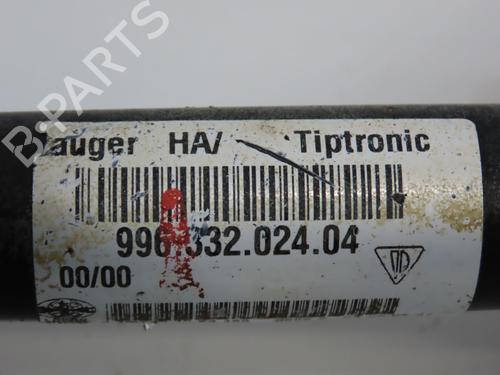 B-Parts
auger HA/ Tiptronic
996.332.024.04
00/00